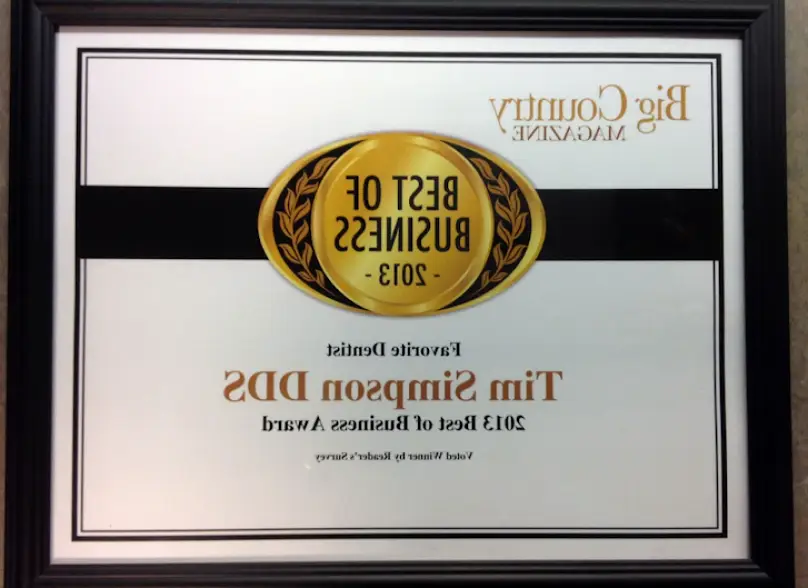 Big Country
MAGAZINE
BEST OF
BUSINESS
- 2013 -
Favorite Dentist
Tim Simpson DDS
2013 Best of Business Award
Voted Winner by Reader's Survey